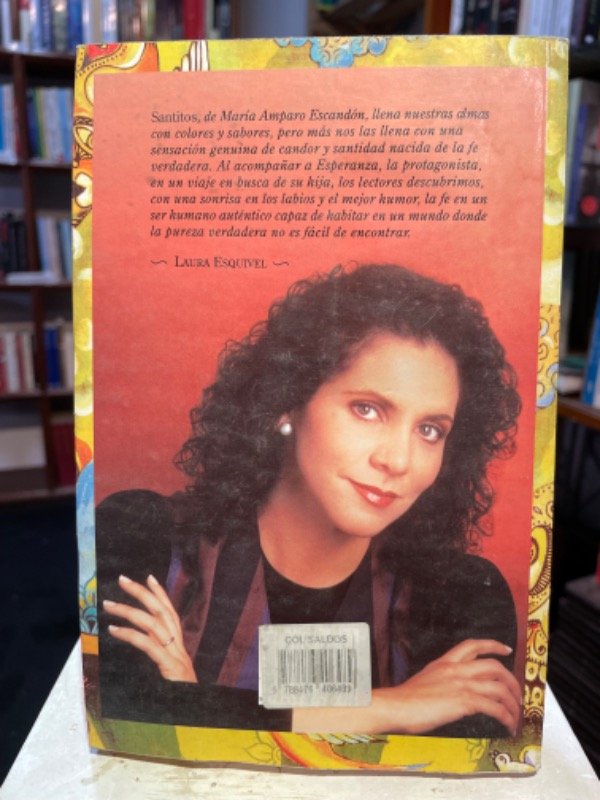 Santitos, de María Amparo Escandón, llena nuestras almas
con colores y sabores, pero más nos las llena con una
sensación genuina de candor y santidad nacida de la fe
verdadera. Al acompañar a Esperanza, la protagonista,
en un viaje en busca de su hija, los lectores descubrimos,
con una sonrisa en los labios y el mejor humor, la fe en un
ser humano auténtico capaz de habitar en un mundo donde
la pureza verdadera no es fácil de encontrar.
LAURA ESQUIVEL